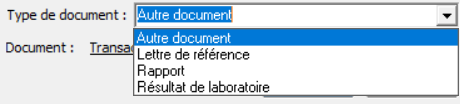 Type de document : Autre document
Autre document
Document : Transac
Lettre de référence
Rapport
Résultat de laboratoire